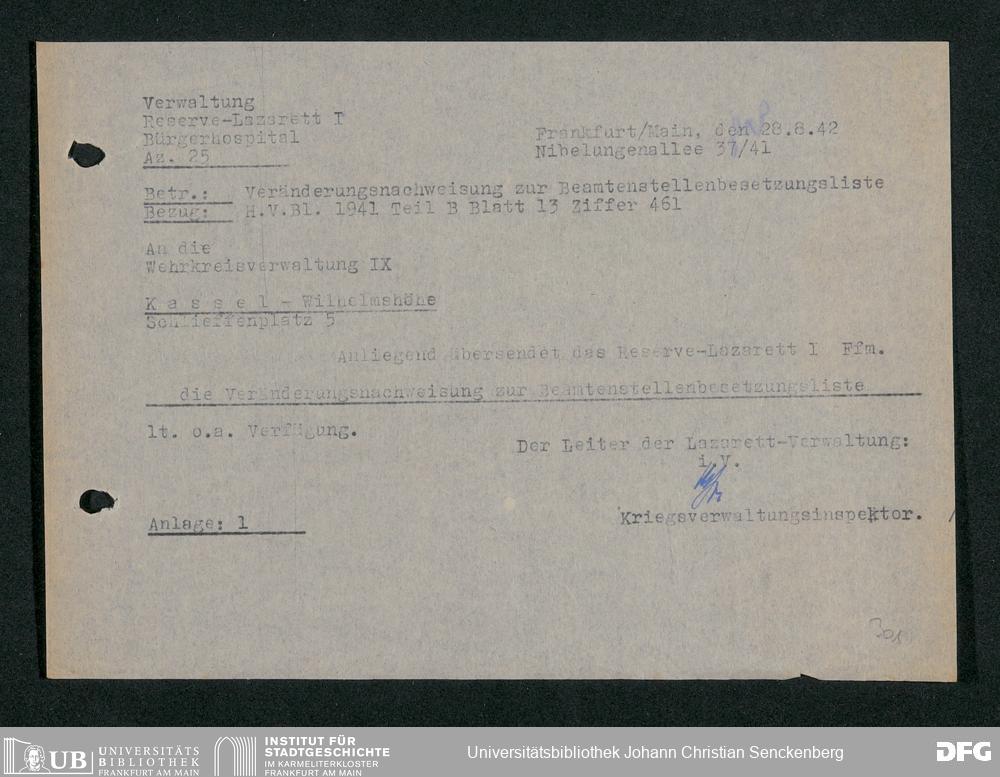 Verwaltung
Reserve-Lazarett I
Bürgerhospital
Az. 25
Frankfurt/Main, den 28.8.42
Nibelungenallee 37/41
Betr.: Veränderungsnachweisung zur Beamtenstellenbesetzungsliste
Bezug: H.V.Bl. 1941 Teil B Blatt 13 Ziffer 461
An die
Wehrkreisverwaltung IX
K a s s e l - Wilhelmshöhe
Schlieffenplatz 5
Anliegend übersendet das Reserve-Lazarett I Ffm.
die Veränderungsnachweisung zur Beamtenstellenbesetzungsliste
lt. o.a. Verfügung.
Der Leiter der Lazarett-Verwaltung:
i.V.
Kriegsverwaltungsinspektor.
Anlage: 1
UB UNIVERSITÄTS
BIBLIOTHEK
FRANKFURT AM MAIN
INSTITUT FÜR
STADTGESCHICHTE
IM KARMELITERKLOSTER
FRANKFURT AM MAIN
Universitätsbibliothek Johann Christian Senckenberg
DFG